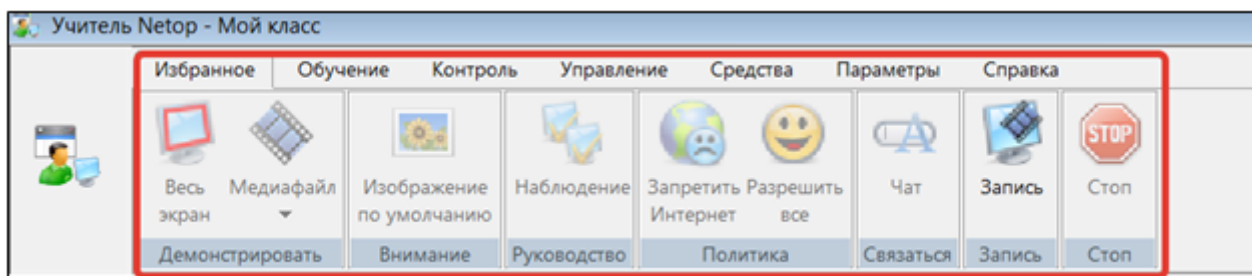 Учитель Netop - Мой класс
Избранное Обучение Контроль Управление Средства Параметры Справка
Весь Медиафайл Изображение Наблюдение Запретить Разрешить Чат Запись Стоп
экран по умолчанию Интернет все
Демонстрировать Внимание Руководство Политика Связаться Запись Стоп
STOP